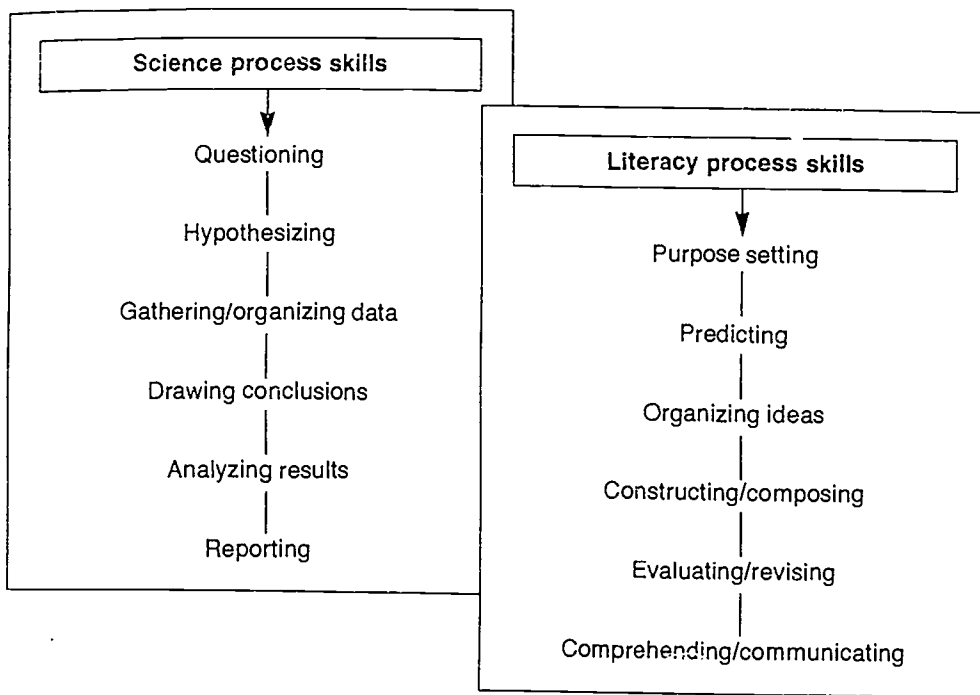 Science process skills
Questioning
Hypothesizing
Gathering/organizing data
Drawing conclusions
Analyzing results
Reporting
Literacy process skills
Purpose setting
Predicting
Organizing ideas
Constructing/composing
Evaluating/revising
Comprehending/communicating